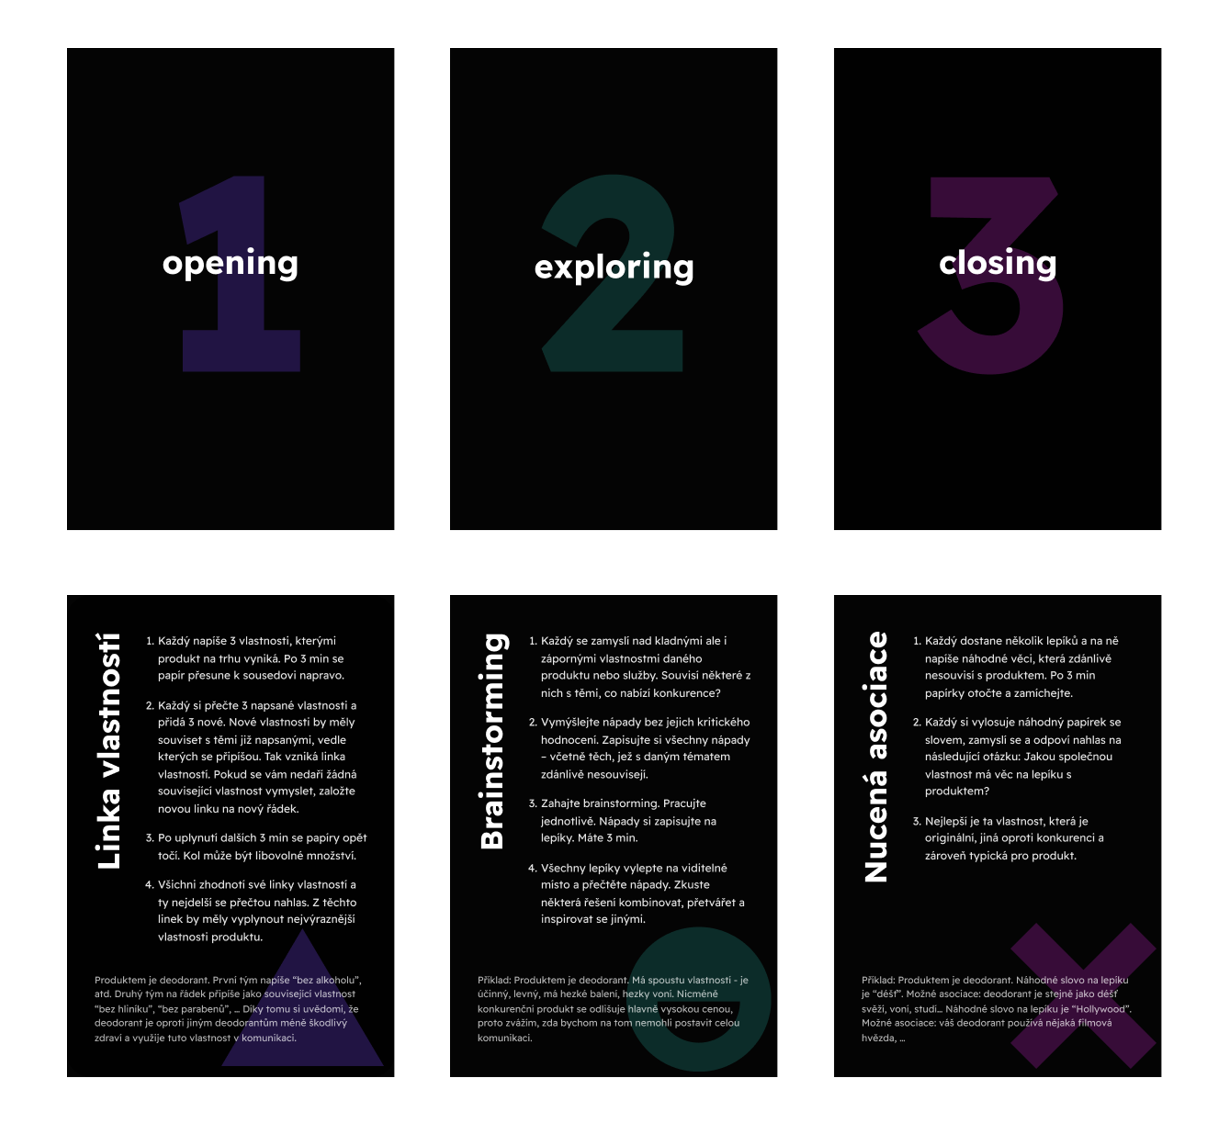 1
opening
2
exploring
3
closing
Linka vlastností
1. Každý napíše 3 vlastnosti, kterými
produkt na trhu vyniká. Po 3 min se
papír přesune k sousedovi napravo.
2. Každý si přečte 3 napsané vlastnosti a
přidá 3 nové. Nové vlastnosti by měly
souviset s těmi již napsanými, vedle
kterých se připíšou. Tak vzniká linka
vlastností. Pokud se vám nedaří žádná
související vlastnost vymyslet, založte
novou linku na nový řádek.
3. Po uplynutí dalších 3 min se papíry opět
točí. Kol může být libovolné množství.
4. Všichni zhodnotí své linky vlastností a
ty nejdelší se přečtou nahlas. Z těchto
linek by měly vyplynout nejvýraznější
vlastnosti produktu.
Produktem je deodorant. První tým napíše “bez alkoholu”,
atd. Druhý tým na řádek připíše jako související vlastnost
“bez hliníku”, “bez parabenů”, … Díky tomu si uvědomí, že
deodorant je oproti jiným deodorantům méně škodlivý
zdraví a využije tuto vlastnost v komunikaci.
Brainstorming
1. Každý se zamyslí nad kladnými ale i
zápornými vlastnostmi daného
produktu nebo služby. Souvisí některé z
nich s těmi, co nabízí konkurence?
2. Vymýšlejte nápady bez jejich kritického
hodnocení. Zapisujte si všechny nápady
– včetně těch, jež s daným tématem
zdánlivě nesouvisejí.
3. Zahajte brainstorming. Pracujte
jednotlivě. Nápady si zapisujte na
lepíky. Máte 3 min.
4. Všechny lepíky vylepte na viditelné
místo a přečtěte nápady. Zkuste
některá řešení kombinovat, přetvářet a
inspirovat se jinými.
Příklad: Produktem je deodorant. Má spoustu vlastností - je
účinný, levný, má hezké balení, hezky voní. Nicméně
konkurenční produkt se odlišuje hlavně vysokou cenou,
proto zvážím, zda bychom na tom nemohli postavit celou
komunikaci.
Nucená asociace
1. Každý dostane několik lepíků a na ně
napíše náhodné věci, která zdánlivě
nesouvisí s produktem. Po 3 min
papírky otočte a zamíchejte.
2. Každý si vylosuje náhodný papírek se
slovem, zamyslí se a odpoví nahlas na
následující otázku: Jakou společnou
vlastnost má věc na lepíku s
produktem?
3. Nejlepší je ta vlastnost, která je
originální, jiná oproti konkurenci a
zároveň typická pro produkt.
Příklad: Produktem je deodorant. Náhodné slovo na lepíku
je “déšť”. Možné asociace: deodorant je stejně jako déšť
svěží, voní, studí… Náhodné slovo na lepíku je “Hollywood”.
Možné asociace: váš deodorant používá nějaká filmová
hvězda, …